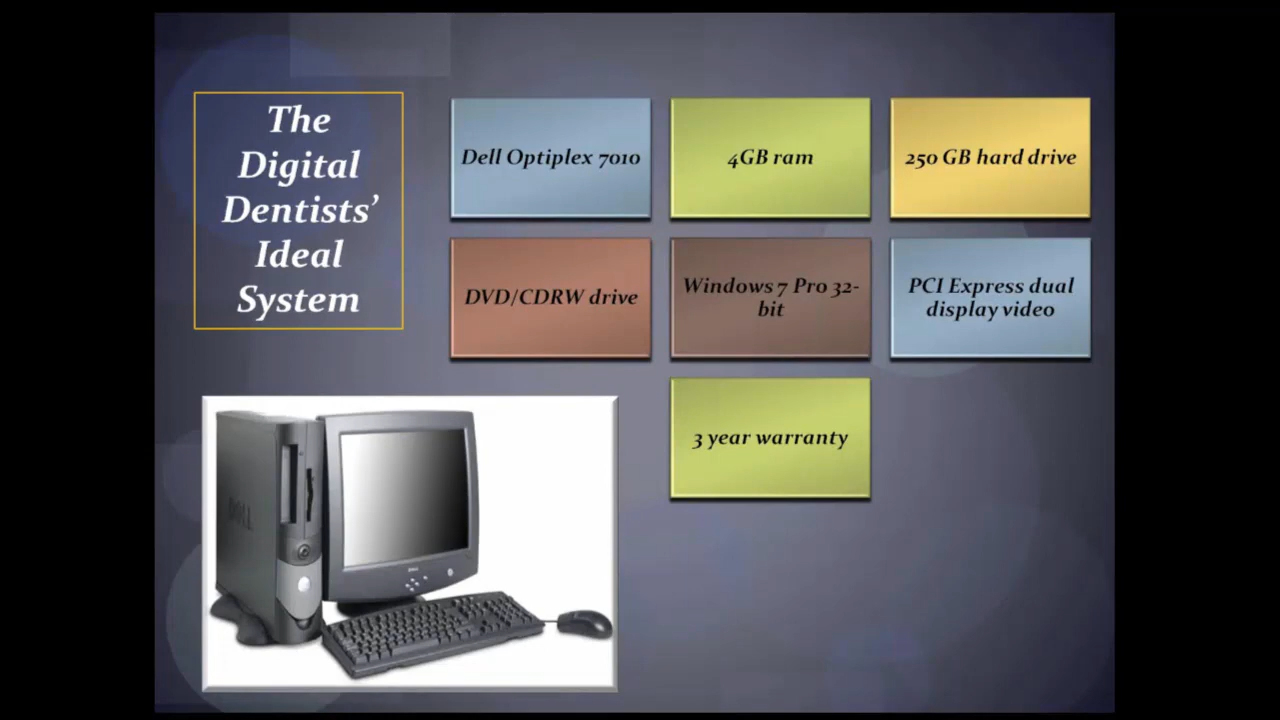 The
Digital
Dentists’
Ideal
System
Dell Optiplex 7010
4GB ram
250 GB hard drive
DVD/CDRW drive
Windows 7 Pro 32-
bit
PCI Express dual
display video
3 year warranty
DELL